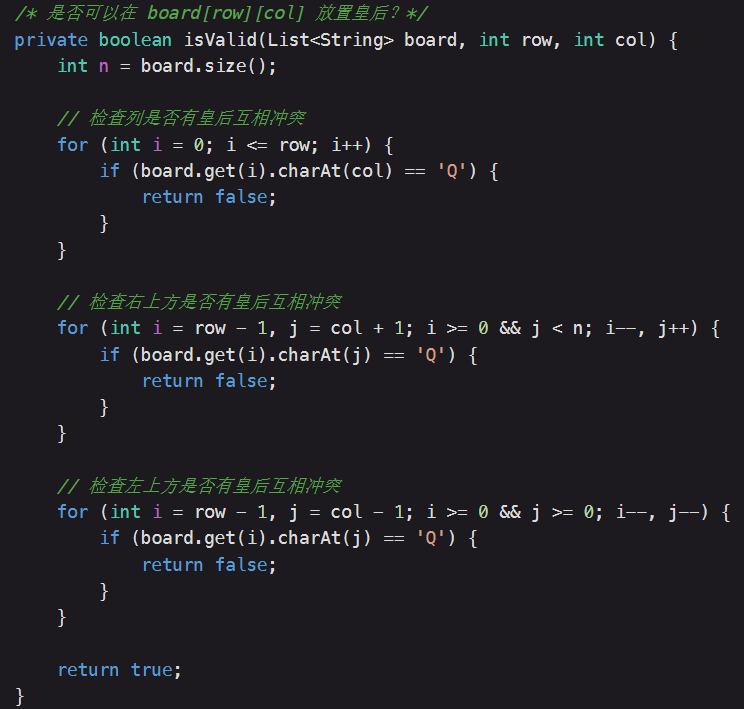 /* 是否可以在 board[row][col] 放置皇后？*/
private boolean isValid(List<String> board, int row, int col) {
    int n = board.size();

    // 检查列是否有皇后互相冲突
    for (int i = 0; i <= row; i++) {
        if (board.get(i).charAt(col) == 'Q') {
            return false;
        }
    }

    // 检查右上方是否有皇后互相冲突
    for (int i = row - 1, j = col + 1; i >= 0 && j < n; i--, j++) {
        if (board.get(i).charAt(j) == 'Q') {
            return false;
        }
    }

    // 检查左上方是否有皇后互相冲突
    for (int i = row - 1, j = col - 1; i >= 0 && j >= 0; i--, j--) {
        if (board.get(i).charAt(j) == 'Q') {
            return false;
        }
    }

    return true;
}